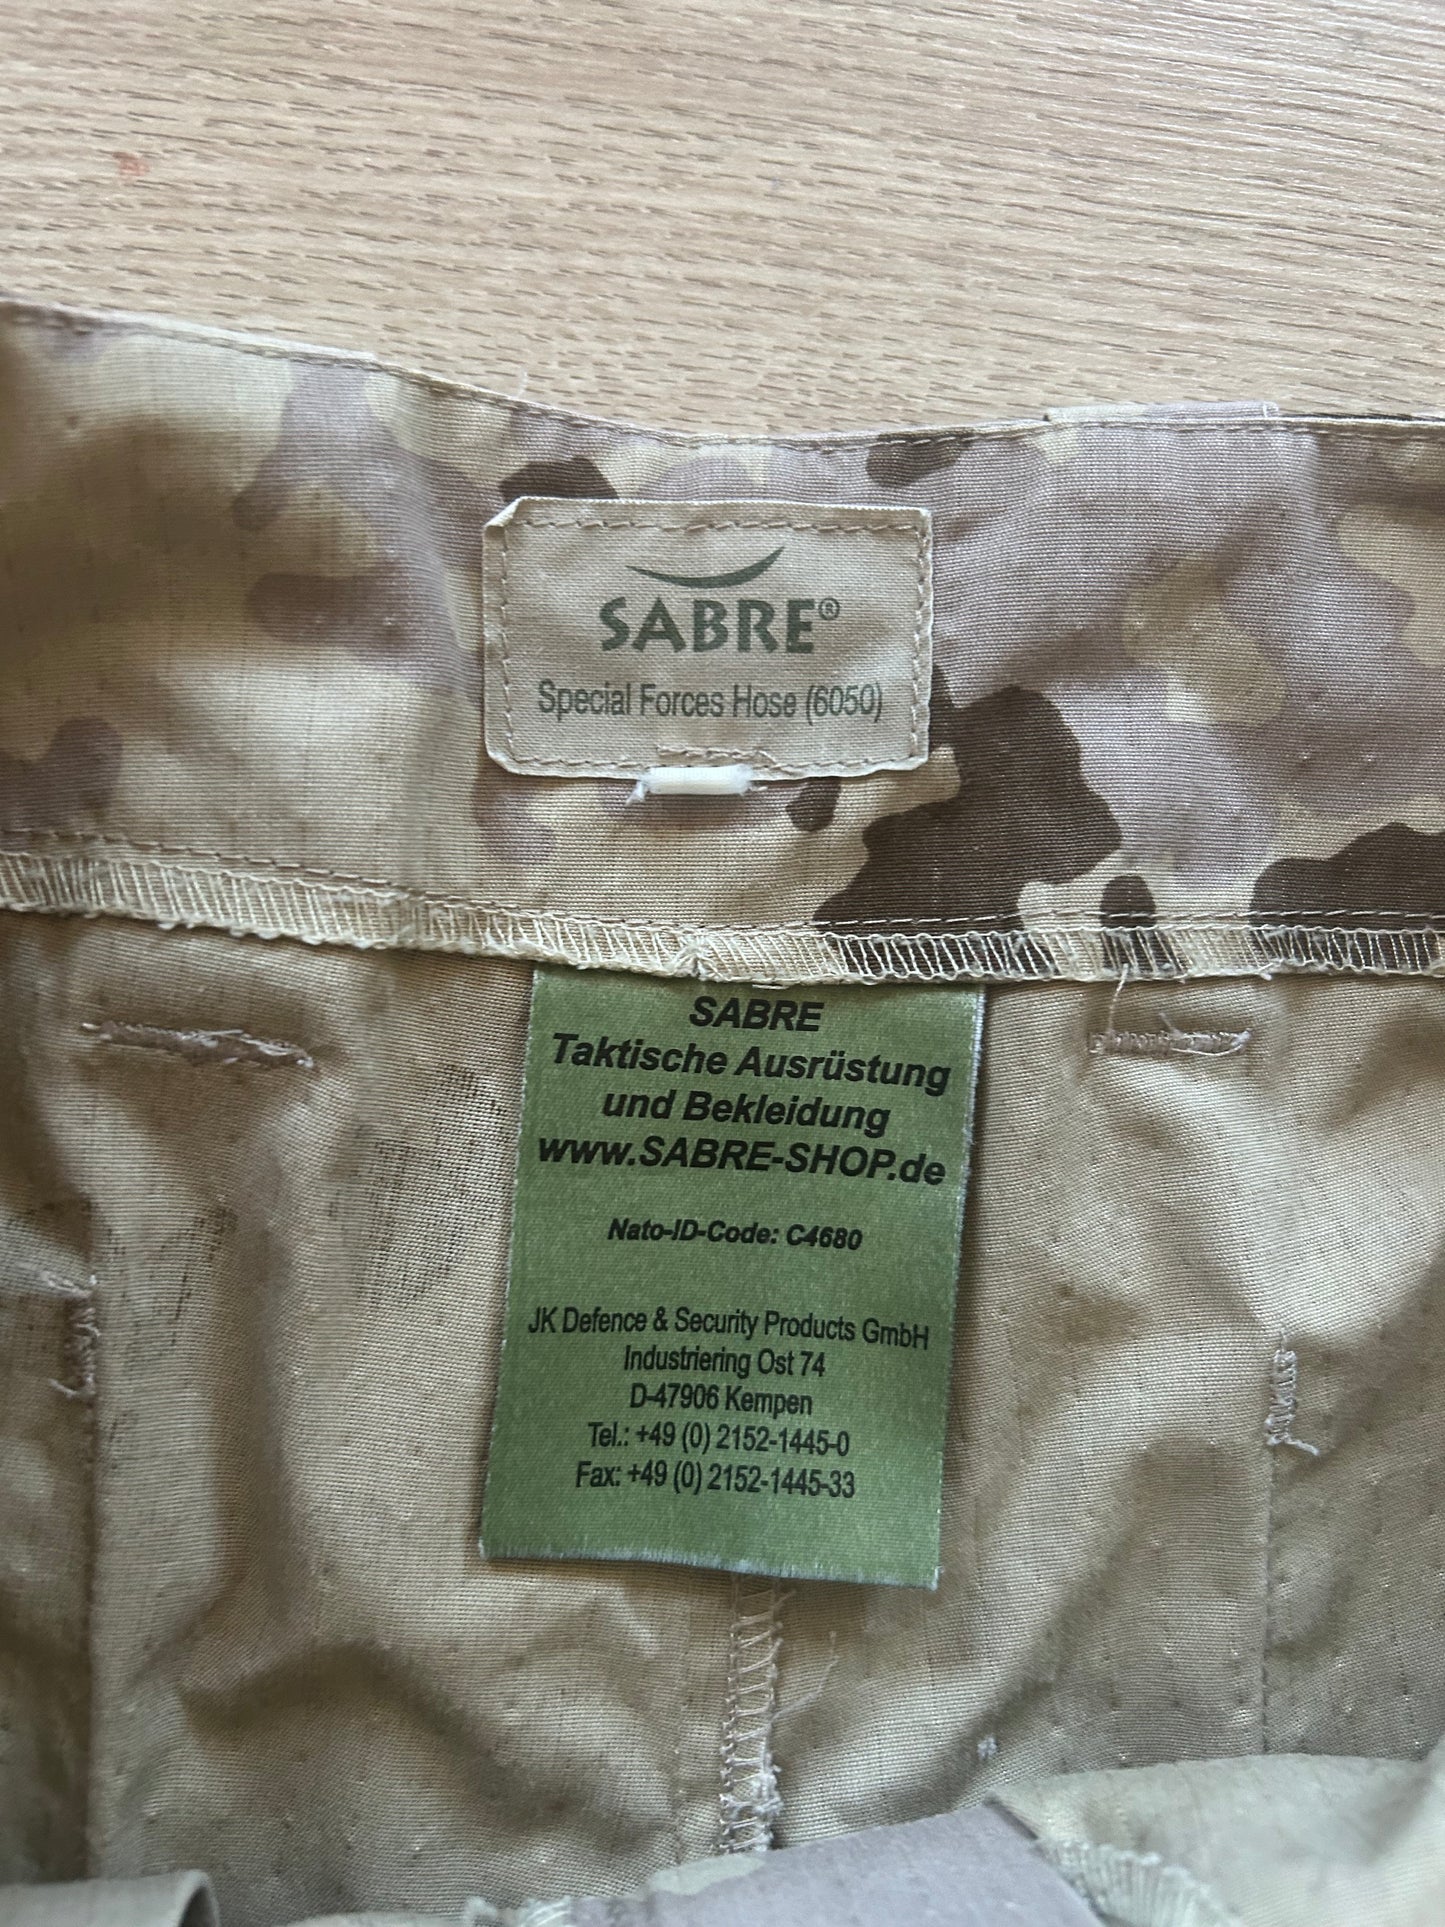 SABRE®
Special Forces Hose (6050)
SABRE
Taktische Ausrüstung
und Bekleidung
www.SABRE-SHOP.de
Nato-ID-Code: C4680
JK Defence & Security Products GmbH
Industriering Ost 74
D-47906 Kempen
Tel.: +49 (0) 2152-1445-0
Fax: +49 (0) 2152-1445-33